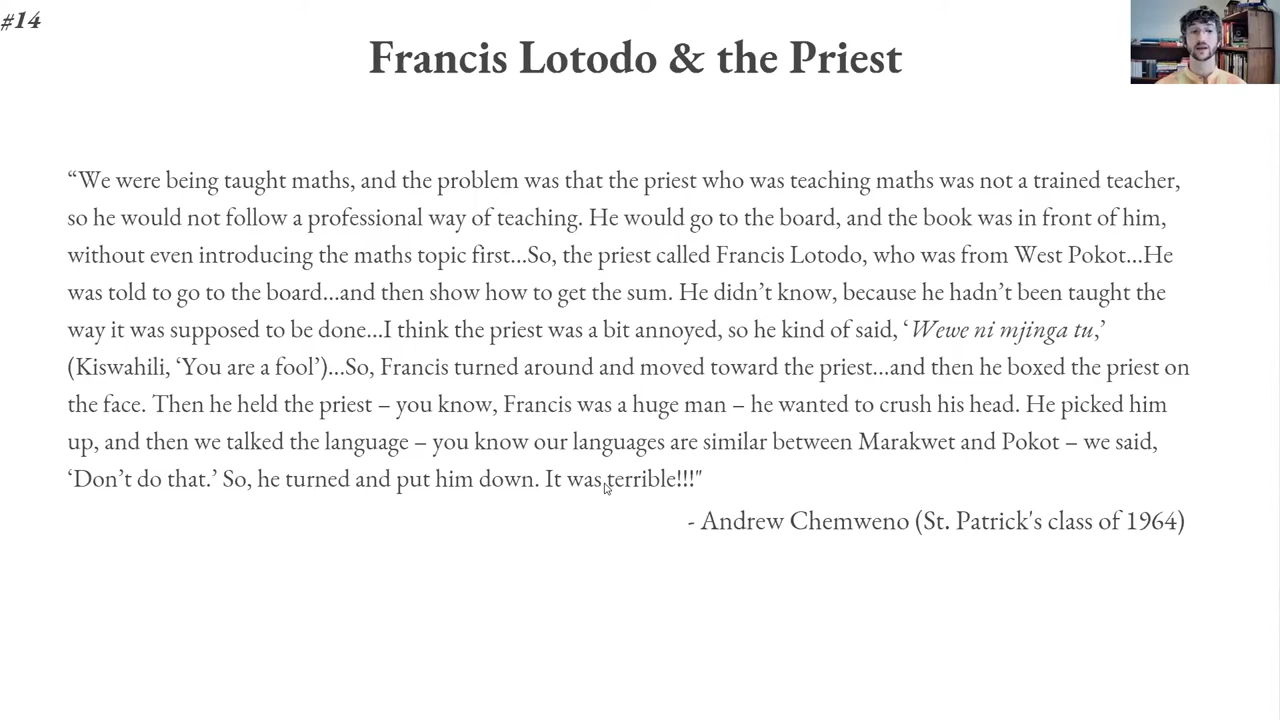 #14
Francis Lotodo & the Priest
“We were being taught maths, and the problem was that the priest who was teaching maths was not a trained teacher,
so he would not follow a professional way of teaching. He would go to the board, and the book was in front of him,
without even introducing the maths topic first...So, the priest called Francis Lotodo, who was from West Pokot...He
was told to go to the board...and then show how to get the sum. He didn’t know, because he hadn’t been taught the
way it was supposed to be done...I think the priest was a bit annoyed, so he kind of said, ‘Wewe ni mjinga tu,’
(Kiswahili, ‘You are a fool’)...So, Francis turned around and moved toward the priest...and then he boxed the priest on
the face. Then he held the priest – you know, Francis was a huge man – he wanted to crush his head. He picked him
up, and then we talked the language – you know our languages are similar between Marakwet and Pokot – we said,
‘Don’t do that.’ So, he turned and put him down. It was terrible!!!"
- Andrew Chemweno (St. Patrick's class of 1964)